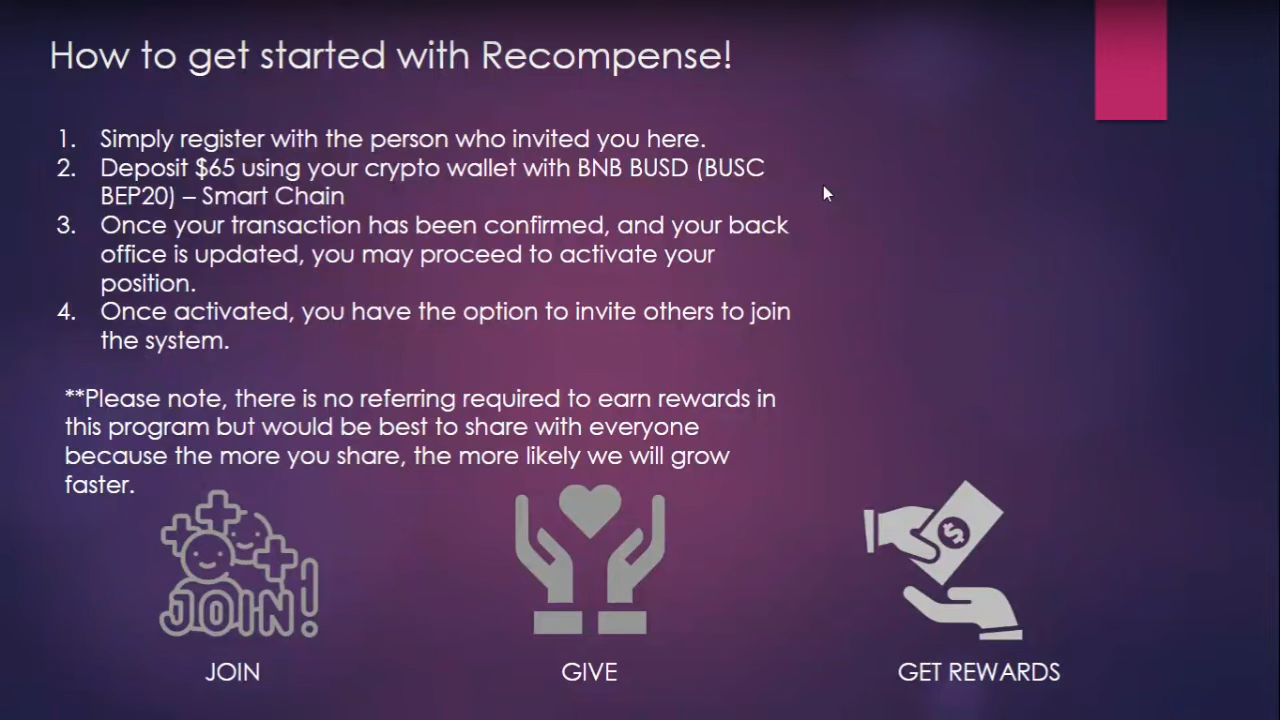 How to get started with Recompense!
1. Simply register with the person who invited you here.
2. Deposit $65 using your crypto wallet with BNB BUSD (BUSC
BEP20) – Smart Chain
3. Once your transaction has been confirmed, and your back
office is updated, you may proceed to activate your
position.
4. Once activated, you have the option to invite others to join
the system.
**Please note, there is no referring required to earn rewards in
this program but would be best to share with everyone
because the more you share, the more likely we will grow
faster.
JOIN!
$
JOIN
GIVE
GET REWARDS